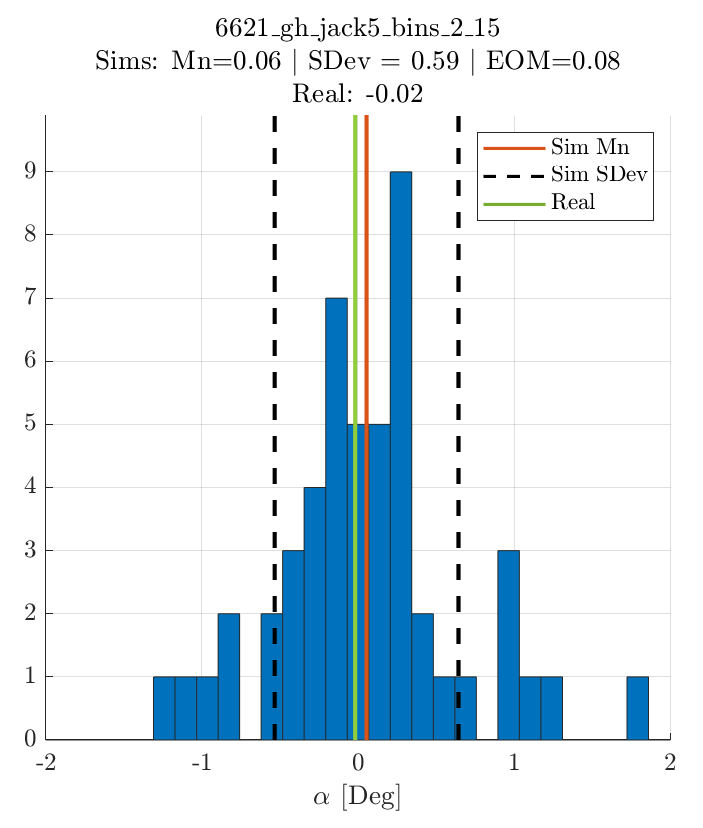 6621_gh_jack5_bins_2_15
Sims: Mn=0.06 | SDev = 0.59 | EOM=0.08
Real: -0.02
Sim Mn
Sim SDev
Real
9
8
7
6
5
4
3
2
1
0
-2 -1 0 1 2
α [Deg]